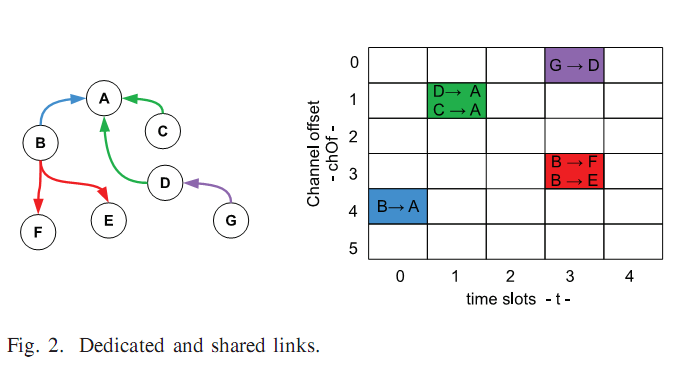 A
B
C
D
F
E
G
Channel offset
- chOf -
0
1
2
3
4
5
G → D
D → A
C → A
B → F
B → E
B → A
0 1 2 3 4
time slots - t -
Fig. 2. Dedicated and shared links.